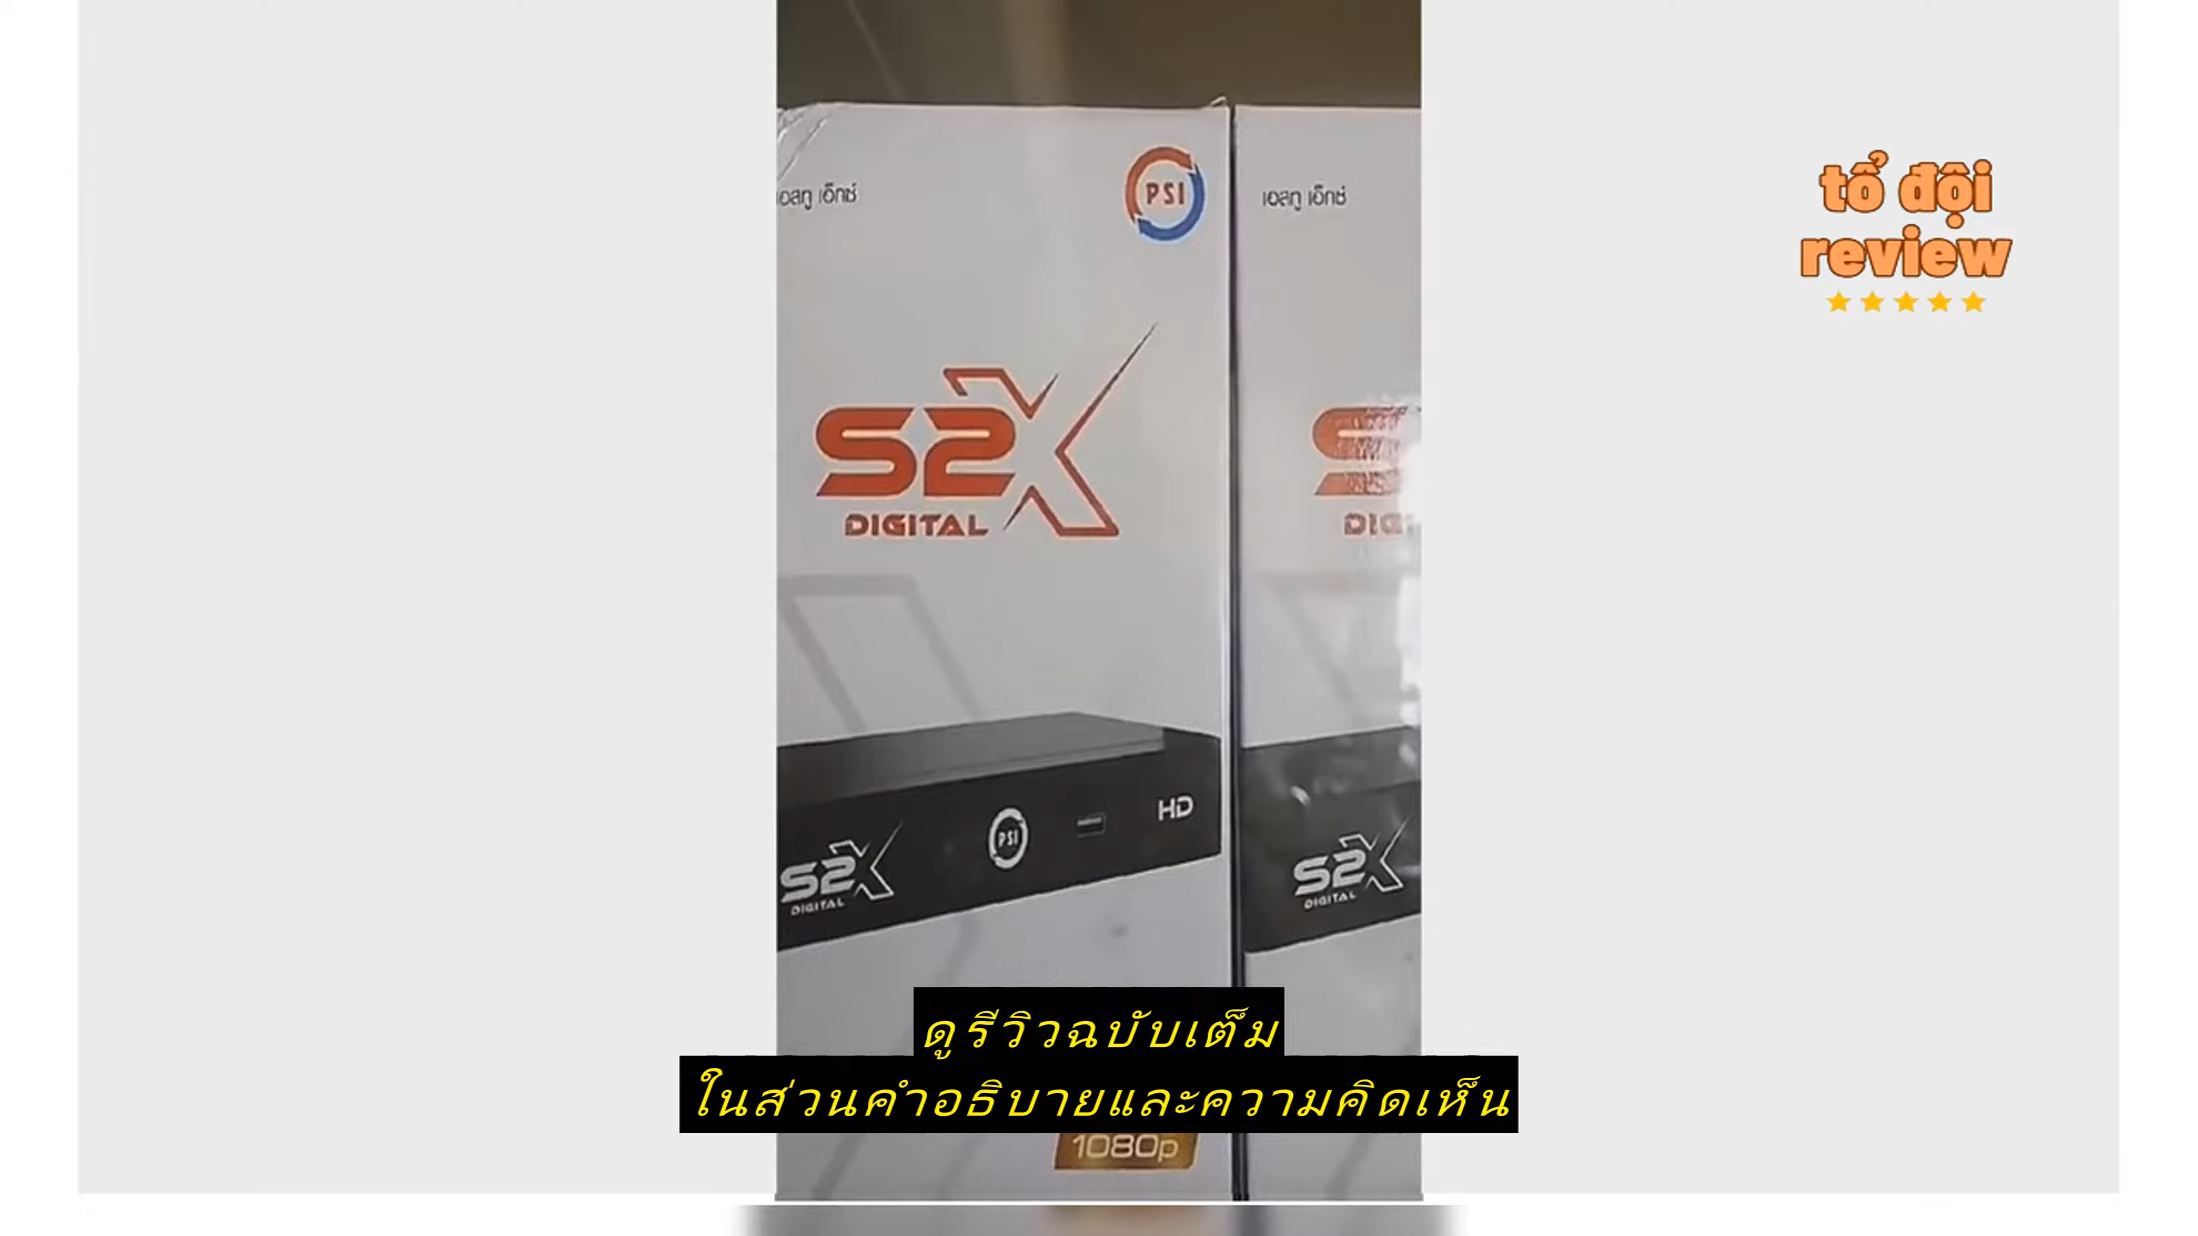 เอสทู เอ็กซ์
PSI
เอสทู เอ็กซ์
tổ đội
review
S2X
DIGITAL
S2X
DIGITAL
PSI
HD
S2X
DIGITAL
ดูรีวิวฉบับเต็ม
ในส่วนคำอธิบายและความคิดเห็น
1080p